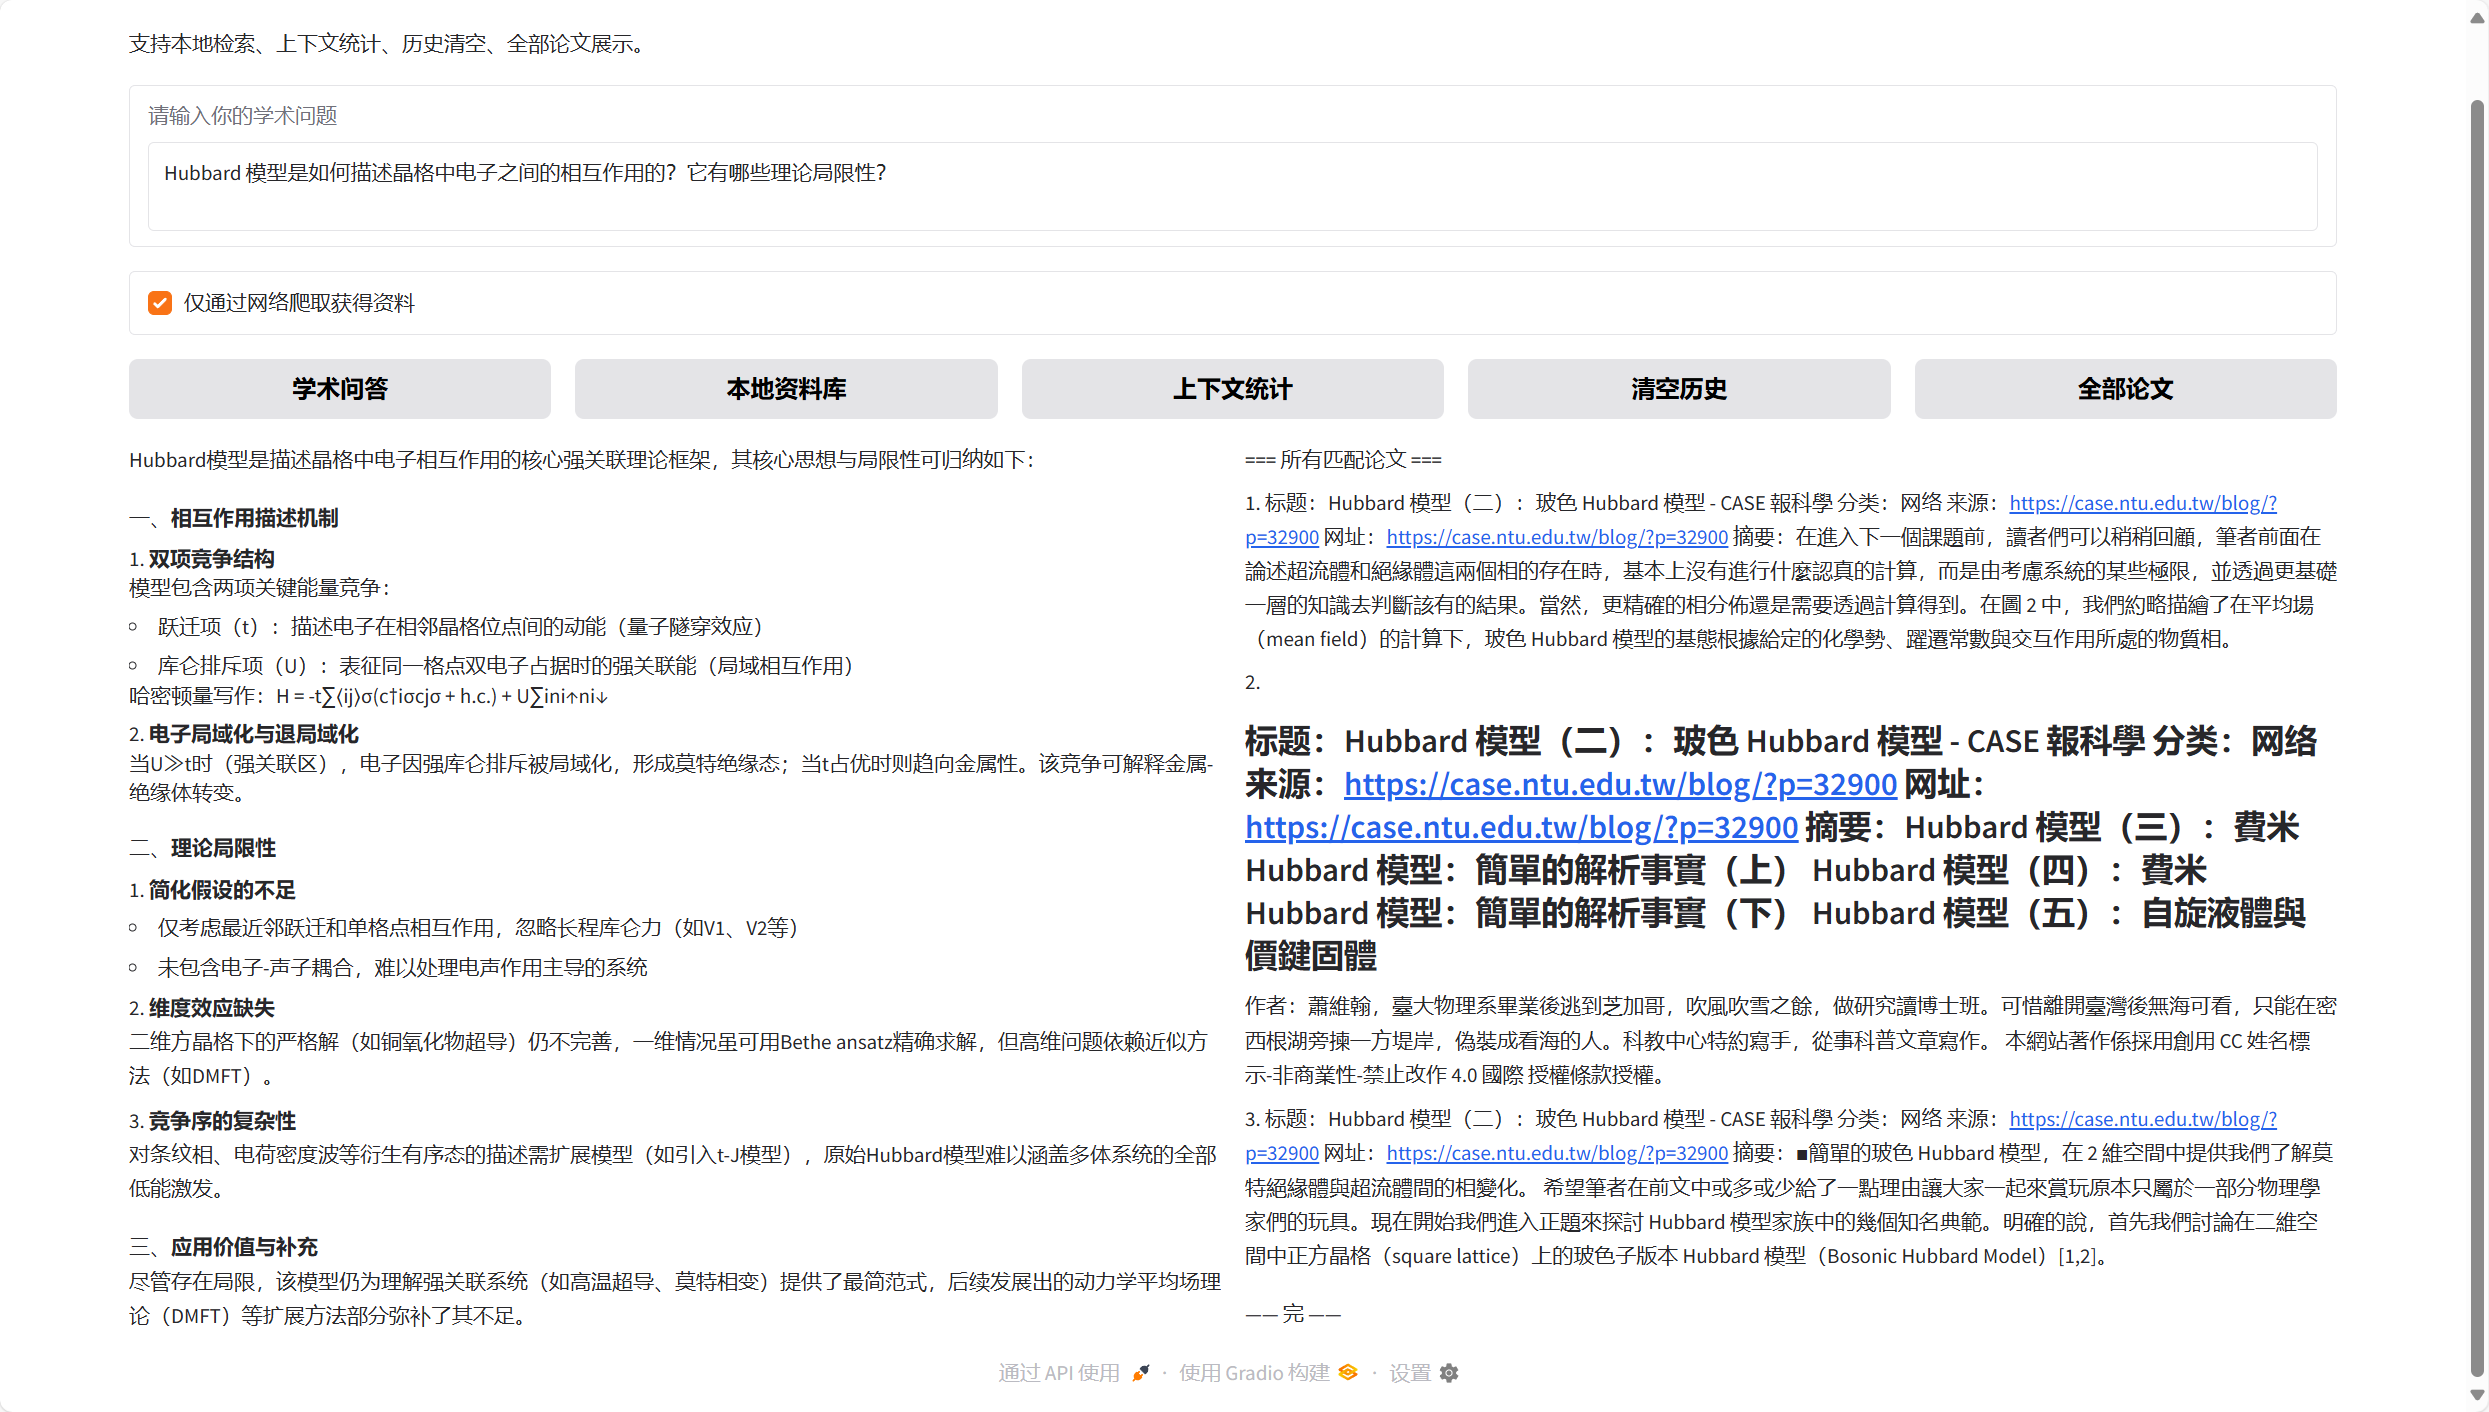 支持本地检索、上下文统计、历史清空、全部论文展示。
请输入你的学术问题
Hubbard 模型是如何描述晶格中电子之间的相互作用的？它有哪些理论局限性？
仅通过网络爬取获得资料
学术问答
本地资料库
上下文统计
清空历史
全部论文
Hubbard模型是描述晶格中电子相互作用的核心强关联理论框架，其核心思想与局限性可归纳如下：
一、相互作用描述机制
1. 双项竞争结构
模型包含两项关键能量竞争：
◦ 跃迁项（t）：描述电子在相邻晶格位点间的动能（量子隧穿效应）
◦ 库仑排斥项（U）：表征同一格点双电子占据时的强关联能（局域相互作用）
哈密顿量写作：H = -t∑⟨ij⟩σ(c†iσcjσ + h.c.) + U∑ini↑ni↓
2. 电子局域化与退局域化
当U≫t时（强关联区），电子因强库仑排斥被局域化，形成莫特绝缘态；当t占优时则趋向金属性。该竞争可解释金属-
绝缘体转变。
二、理论局限性
1. 简化假设的不足
◦ 仅考虑最近邻跃迁和单格点相互作用，忽略长程库仑力（如V1、V2等）
◦ 未包含电子-声子耦合，难以处理电声作用主导的系统
2. 维度效应缺失
二维方晶格下的严格解（如铜氧化物超导）仍不完善，一维情况虽可用Bethe ansatz精确求解，但高维问题依赖近似方
法（如DMFT）。
3. 竞争序的复杂性
对条纹相、电荷密度波等衍生有序态的描述需扩展模型（如引入t-J模型），原始Hubbard模型难以涵盖多体系统的全部
低能激发。
三、应用价值与补充
尽管存在局限，该模型仍为理解强关联系统（如高温超导、莫特相变）提供了最简范式，后续发展出的动力学平均场理
论（DMFT）等扩展方法部分弥补了其不足。
=== 所有匹配论文 ===
1. 标题：Hubbard 模型（二）：玻色 Hubbard 模型 - CASE 報科學 分类：网络 来源：https://case.ntu.edu.tw/blog/?
p=32900 网址：https://case.ntu.edu.tw/blog/?p=32900 摘要：在進入下一個課題前，讀者們可以稍稍回顧，筆者前面在
論述超流體和絕緣體這兩個相的存在時，基本上沒有進行什麼認真的計算，而是由考慮系統的某些極限，並透過更基礎
一層的知識去判斷該有的結果。當然，更精確的相分佈還是需要透過計算得到。在圖 2 中，我們約略描繪了在平均場
（mean field）的計算下，玻色 Hubbard 模型的基態根據給定的化學勢、躍遷常數與交互作用所處的物質相。
2.
标题：Hubbard 模型（二）：玻色 Hubbard 模型 - CASE 報科學 分类：网络
来源：https://case.ntu.edu.tw/blog/?p=32900 网址：
https://case.ntu.edu.tw/blog/?p=32900 摘要：Hubbard 模型（三）：費米
Hubbard 模型：簡單的解析事實（上） Hubbard 模型（四）：費米
Hubbard 模型：簡單的解析事實（下） Hubbard 模型（五）：自旋液體與
價鍵固體
作者：蕭維翰，臺大物理系畢業後逃到芝加哥，吹風吹雪之餘，做研究讀博士班。可惜離開臺灣後無海可看，只能在密
西根湖旁揀一方堤岸，偽裝成看海的人。科教中心特約寫手，從事科普文章寫作。 本網站著作係採用創用 CC 姓名標
示-非商業性-禁止改作 4.0 國際 授權條款授權。
3. 标题：Hubbard 模型（二）：玻色 Hubbard 模型 - CASE 報科學 分类：网络 来源：https://case.ntu.edu.tw/blog/?
p=32900 网址：https://case.ntu.edu.tw/blog/?p=32900 摘要：■簡單的玻色 Hubbard 模型，在 2 維空間中提供我們了解莫
特絕緣體與超流體間的相變化。 希望筆者在前文中或多或少給了一點理由讓大家一起來賞玩原本只屬於一部分物理學
家們的玩具。現在開始我們進入正題來探討 Hubbard 模型家族中的幾個知名典範。明確的說，首先我們討論在二維空
間中正方晶格（square lattice）上的玻色子版本 Hubbard 模型（Bosonic Hubbard Model）[1,2]。
—— 完 ——
通过 API 使用 · 使用 Gradio 构建 · 设置